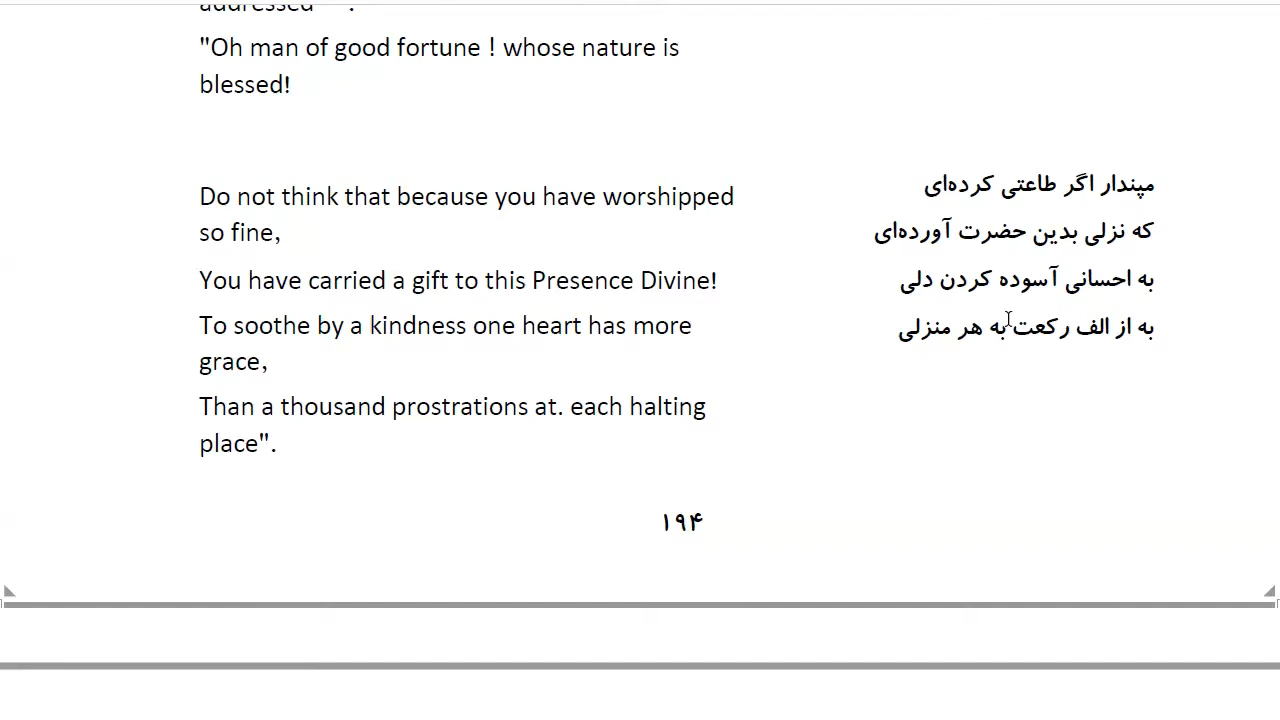 addressed
"Oh man of good fortune ! whose nature is
blessed!
Do not think that because you have worshipped
so fine,
You have carried a gift to this Presence Divine!
To soothe by a kindness one heart has more
grace,
Than a thousand prostrations at. each halting
place".
مپندار اگر طاعتی کرده‌ای
که نزلی بدین حضرت آورده‌ای
به احسانی آسوده کردن دلی
به از الف رکعت به هر منزلی
۱۹۴